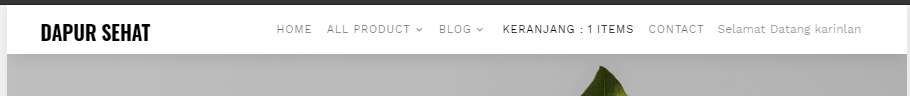 DAPUR SEHAT HOME ALL PRODUCT BLOG KERANJANG : 1 ITEMS CONTACT Selamat Datang karinlan